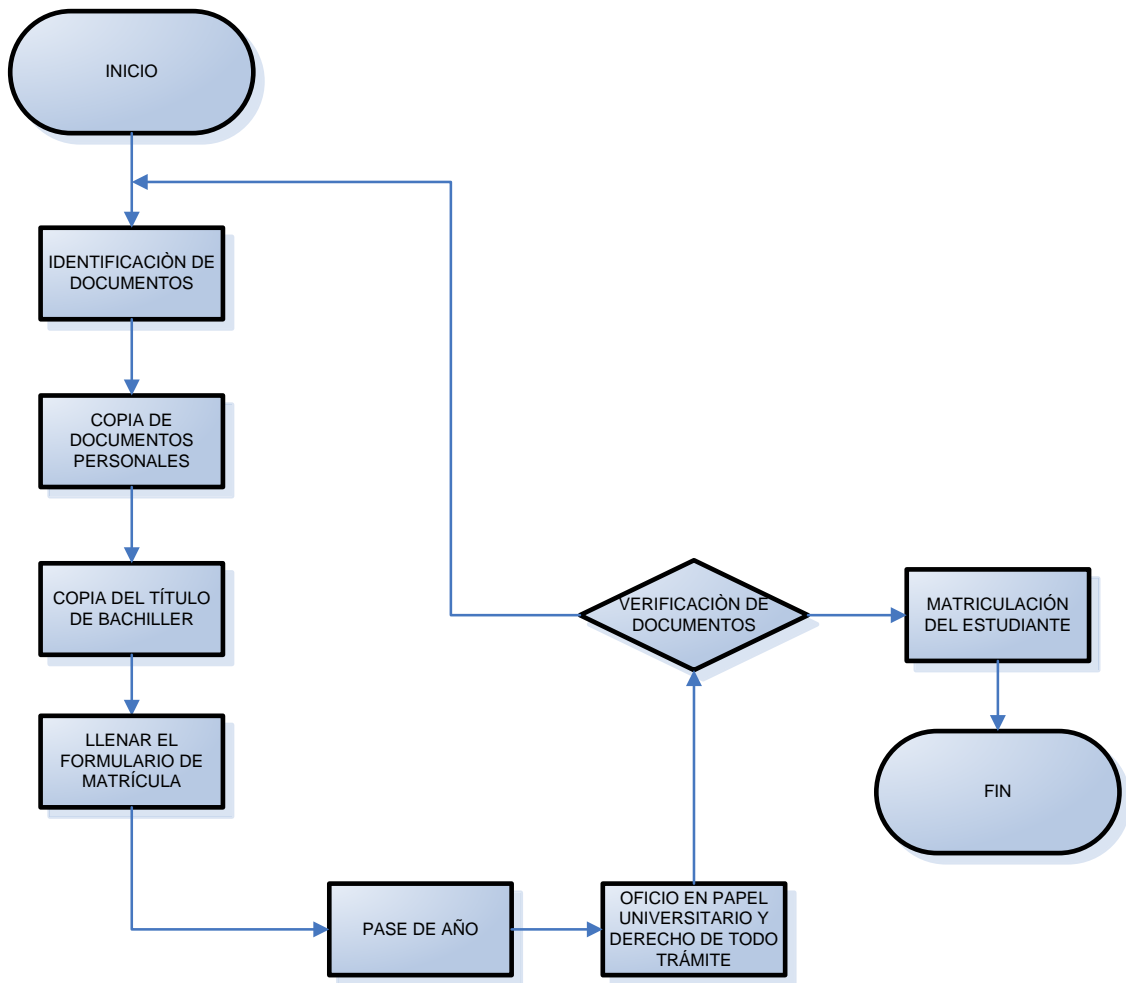 INICIO
IDENTIFICACIÒN DE
DOCUMENTOS
COPIA DE
DOCUMENTOS
PERSONALES
COPIA DEL TÍTULO
DE BACHILLER
LLENAR EL
FORMULARIO DE
MATRÍCULA
PASE DE AÑO
OFICIO EN PAPEL
UNIVERSITARIO Y
DERECHO DE TODO
TRÁMITE
VERIFICACIÒN DE
DOCUMENTOS
MATRICULACIÓN
DEL ESTUDIANTE
FIN